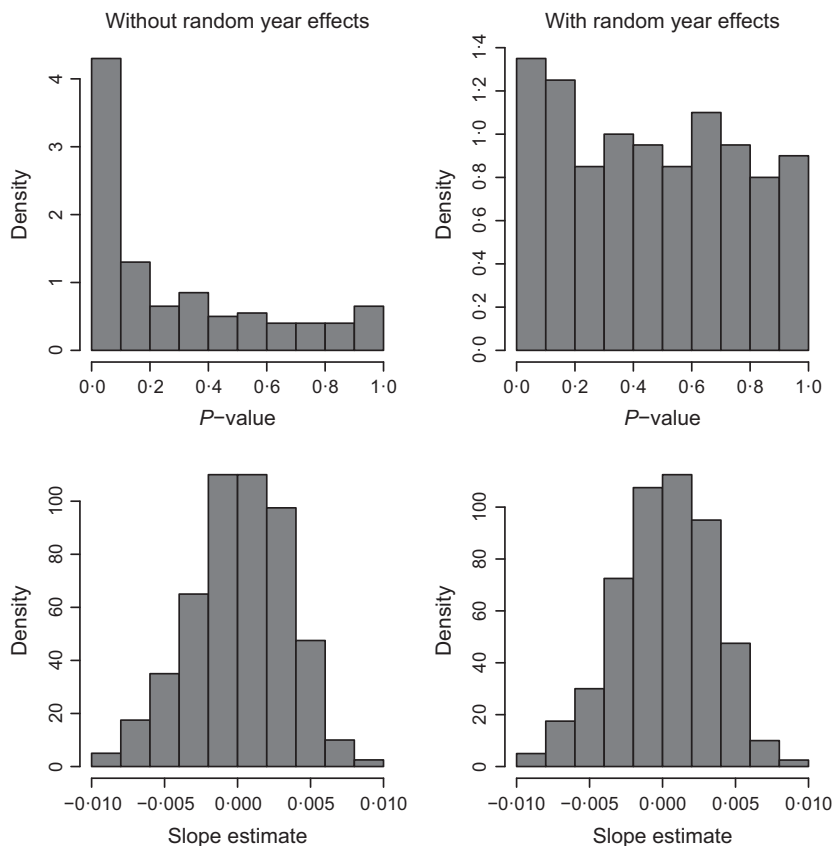 Without random year effects
With random year effects
Density
4
3
2
1
0
0·0 0·2 0·4 0·6 0·8 1·0
P−value
Density
1·4
1·2
1·0
0·8
0·6
0·4
0·2
0·0
0·0 0·2 0·4 0·6 0·8 1·0
P−value
Density
100
80
60
40
20
0
−0·010 −0·005 0·000 0·005 0·010
Slope estimate
Density
100
80
60
40
20
0
−0·010 −0·005 0·000 0·005 0·010
Slope estimate